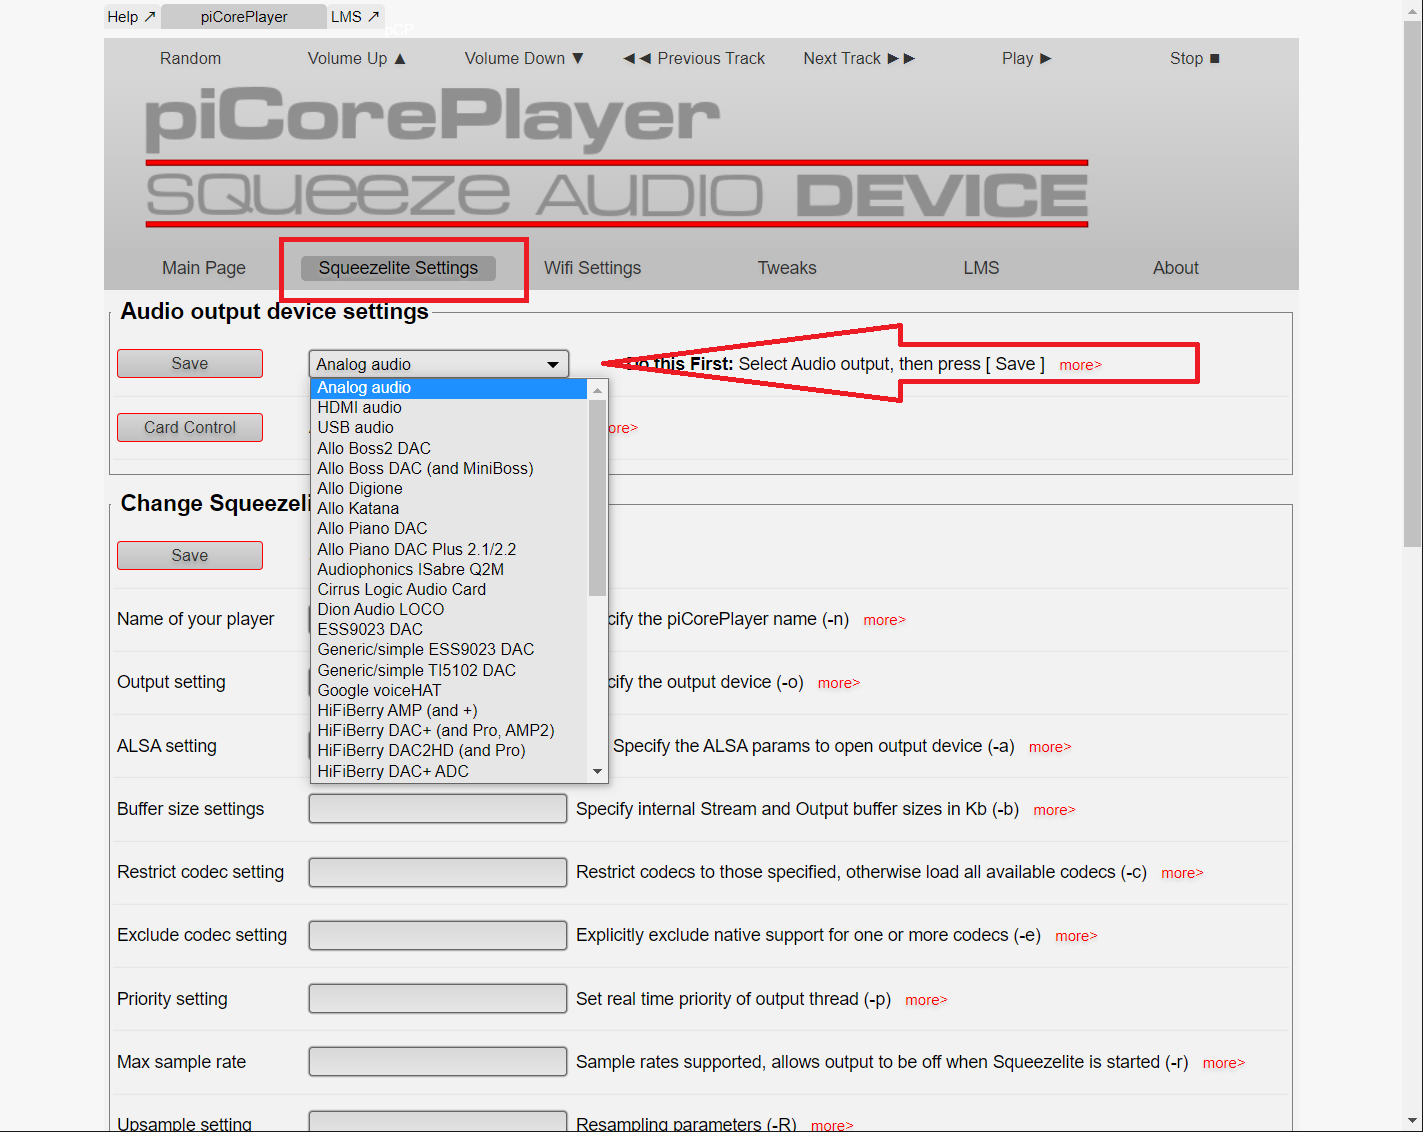 Help ↗ piCorePlayer LMS ↗
pCP
Random Volume Up ▲ Volume Down ▼ ◄◄ Previous Track Next Track ►► Play ► Stop ■
piCorePlayer
SQUEEZE AUDIO DEVICE
Main Page Squeezelite Settings Wifi Settings Tweaks LMS About
Audio output device settings
Save Analog audio this First: Select Audio output, then press [ Save ] more>
Analog audio
HDMI audio
USB audio
Card Control ore>
Allo Boss2 DAC
Allo Boss DAC (and MiniBoss)
Allo Digione
Allo Katana
Allo Piano DAC
Allo Piano DAC Plus 2.1/2.2
Audiophonics ISabre Q2M
Cirrus Logic Audio Card
Dion Audio LOCO
ESS9023 DAC
Generic/simple ESS9023 DAC
Generic/simple TI5102 DAC
Google voiceHAT
HiFiBerry AMP (and +)
HiFiBerry DAC+ (and Pro, AMP2)
HiFiBerry DAC2HD (and Pro)
HiFiBerry DAC+ ADC
Change Squeezeli
Save
Name of your player cify the piCorePlayer name (-n) more>
Output setting cify the output device (-o) more>
ALSA setting Specify the ALSA params to open output device (-a) more>
Buffer size settings Specify internal Stream and Output buffer sizes in Kb (-b) more>
Restrict codec setting Restrict codecs to those specified, otherwise load all available codecs (-c) more>
Exclude codec setting Explicitly exclude native support for one or more codecs (-e) more>
Priority setting Set real time priority of output thread (-p) more>
Max sample rate Sample rates supported, allows output to be off when Squeezelite is started (-r) more>
Upsample setting Resampling parameters (-R) more>